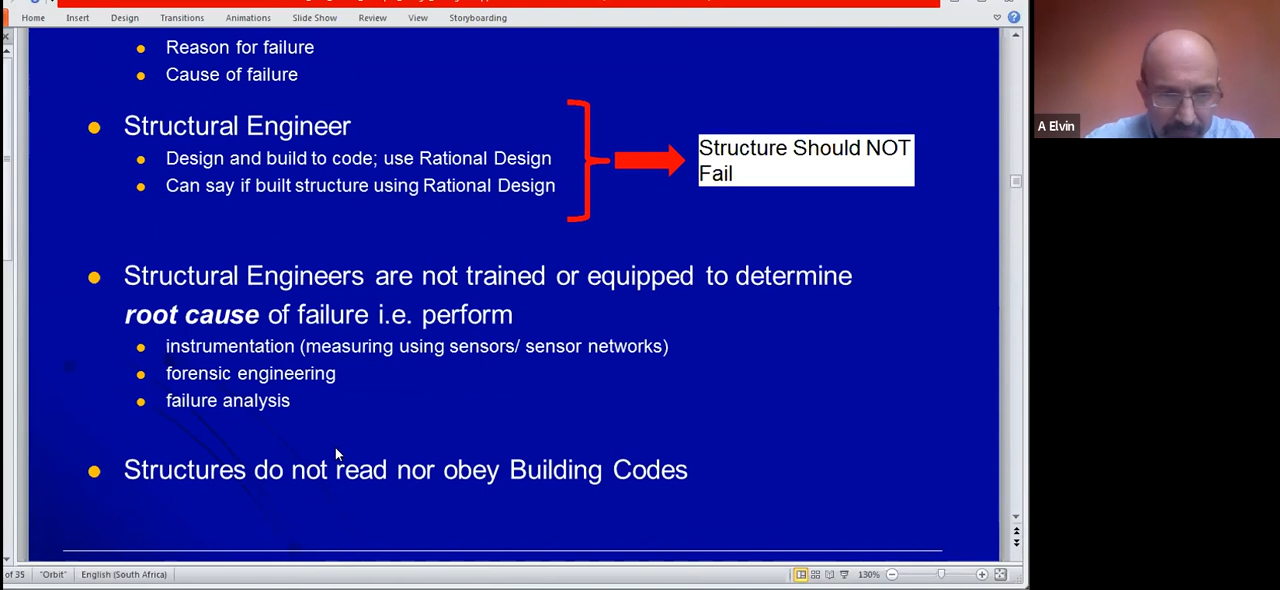 Home Insert Design Transitions Animations Slide Show Review View Storyboarding
Reason for failure
Cause of failure
Structural Engineer
Design and build to code; use Rational Design
Can say if built structure using Rational Design
Structure Should NOT
Fail
Structural Engineers are not trained or equipped to determine
root cause of failure i.e. perform
instrumentation (measuring using sensors/ sensor networks)
forensic engineering
failure analysis
Structures do not read nor obey Building Codes
of 35 "Orbit" English (South Africa) 130%
A Elvin